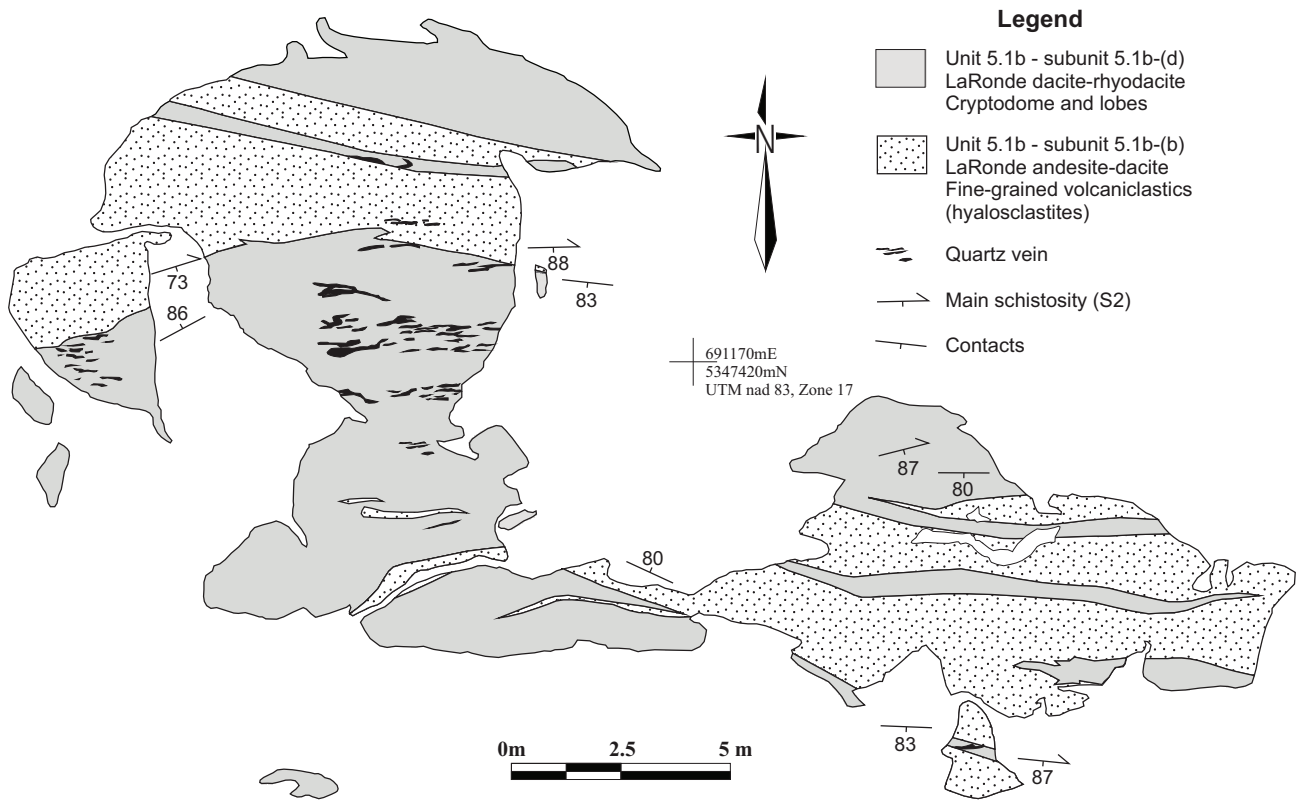 Legend
Unit 5.1b - subunit 5.1b-(d)
LaRonde dacite-rhyodacite
Cryptodome and lobes
Unit 5.1b - subunit 5.1b-(b)
LaRonde andesite-dacite
Fine-grained volcaniclastics
(hyalosclastites)
Quartz vein
Main schistosity (S2)
Contacts
N
88
73
83
86
691170mE
5347420mN
UTM nad 83, Zone 17
87
80
80
83
87
0m 2.5 5 m